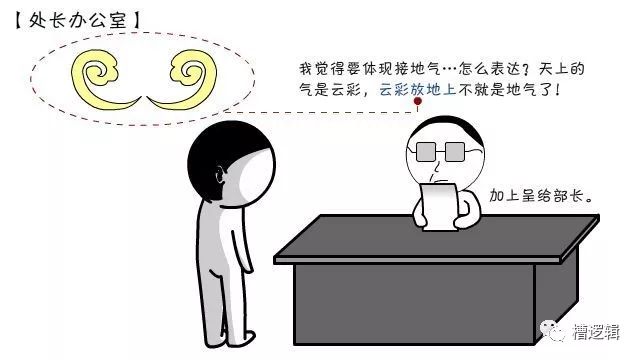 【处长办公室】
我觉得要体现接地气…怎么表达？天上的
气是云彩，云彩放地上不就是地气了！
加上呈给部长。
槽逻辑